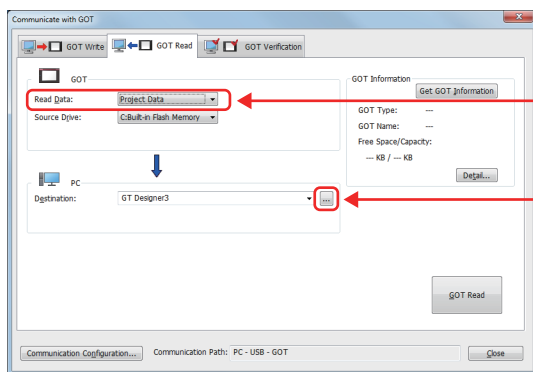 Communicate with GOT
GOT Write
GOT Read
GOT Verification
GOT
Read Data:
Project Data
Source Drive:
C:Built-in Flash Memory
GOT Information
Get GOT Information
GOT Type: ---
GOT Name: ---
Free Space/Capacity:
--- KB / --- KB
Detail...
PC
Destination:
GT Designer3
...
GOT Read
Communication Configuration...
Communication Path: PC - USB - GOT
Close